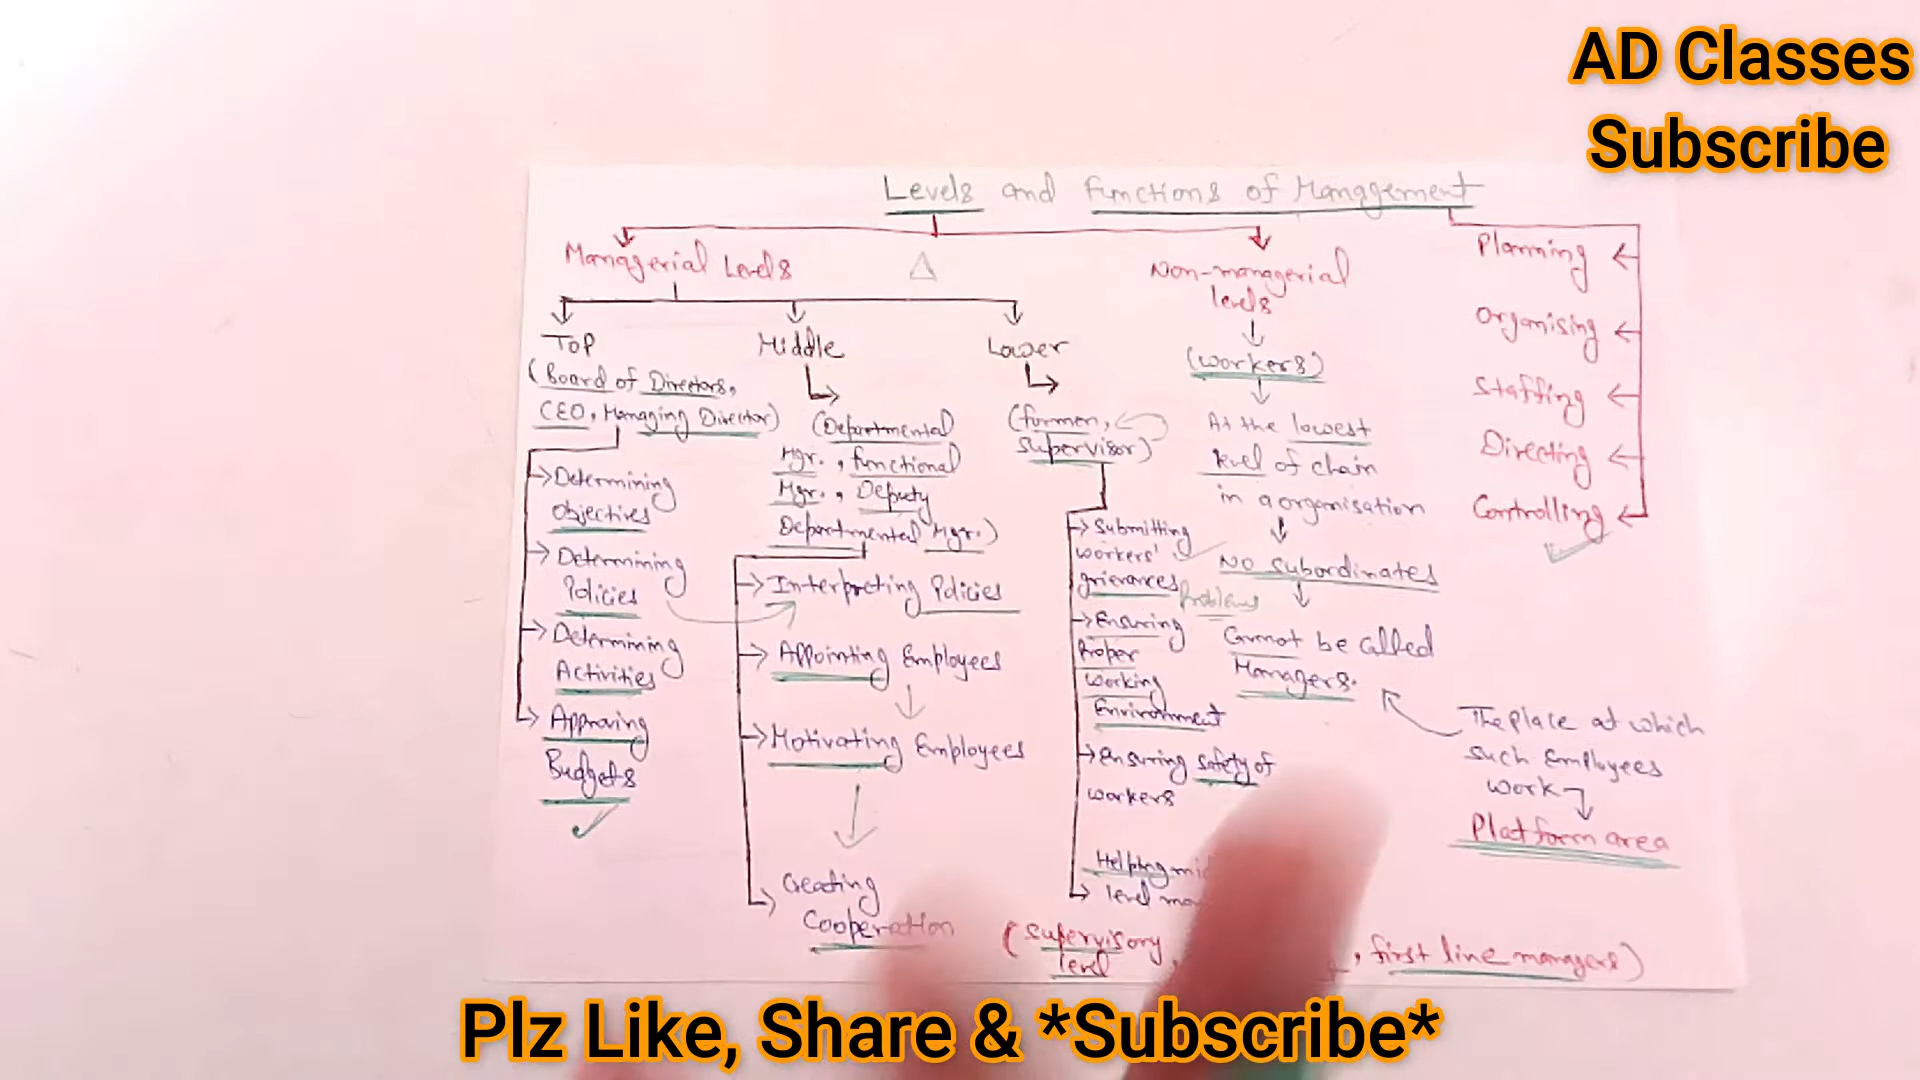 AD Classes
Subscribe
Levels and functions of Management
Managerial Levels
Top
(Board of Directors,
CEO, Managing Director)
Determining
objectives
Determining
Policies
Determining
Activities
Approving
Budgets
Middle
(Departmental
Mgr., functional
Mgr., Deputy
Departmental Mgr.)
Interpreting Policies
Appointing Employees
Motivating Employees
Creating
Cooperation
Lower
(formen,
supervisor)
Submitting
workers'
grievances
Problems
Ensuring
Proper
working
Environment
Ensuring safety of
workers
Helping
level
(supervisory
level
, first line managers)
Non-managerial
levels
(workers)
At the lowest
level of chain
in a organisation
No subordinates
Cannot be called
Managers.
The place at which
such Employees
work
Platform area
Planning
Organising
Staffing
Directing
Controlling
Plz Like, Share & *Subscribe*